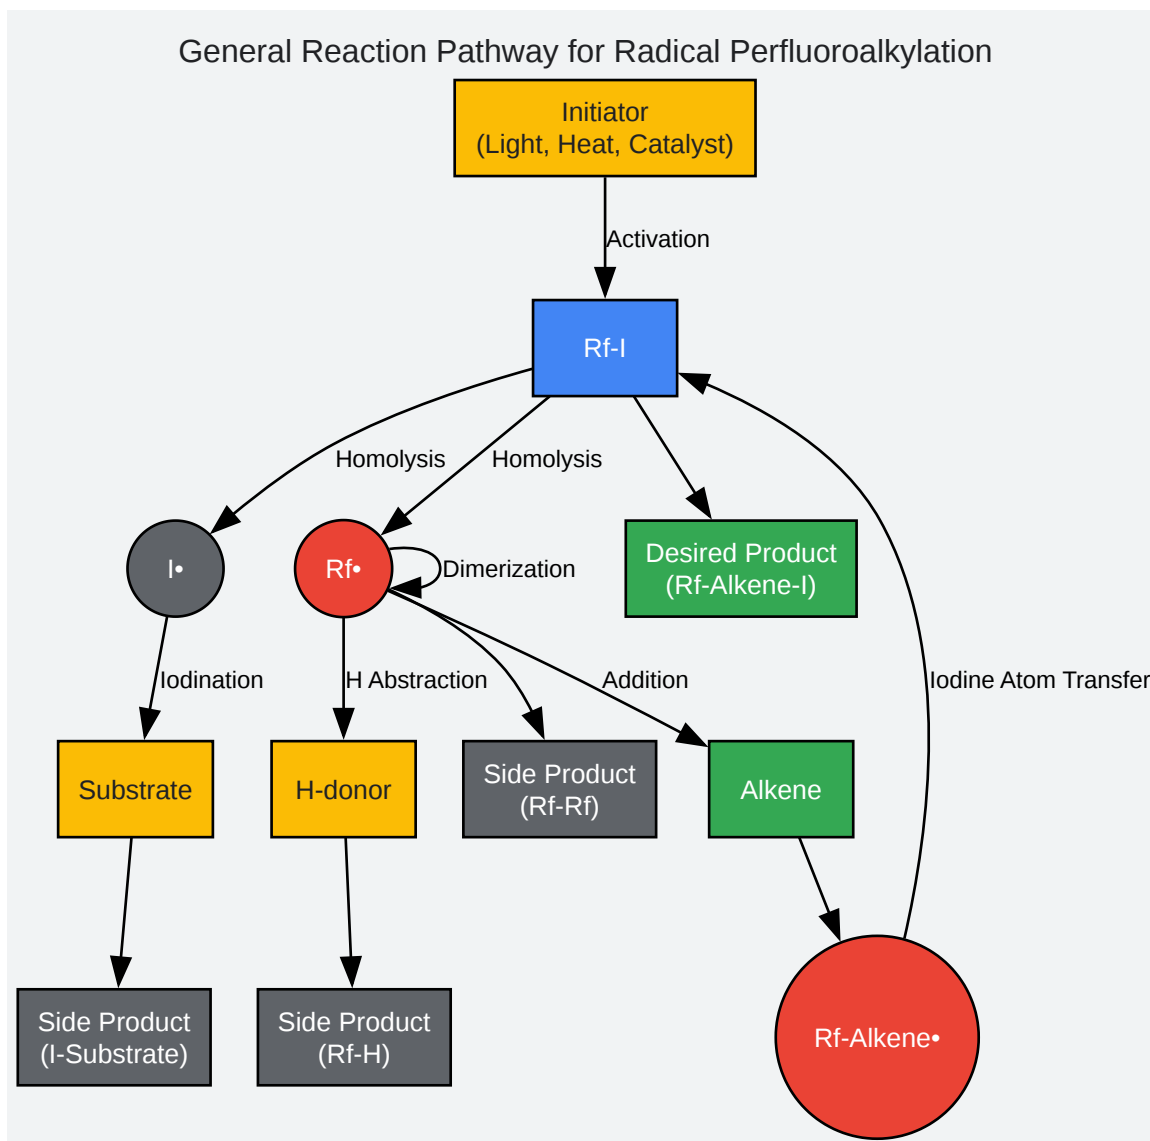 General Reaction Pathway for Radical Perfluoroalkylation
Initiator
(Light, Heat, Catalyst)
Activation
Rf-I
Homolysis
Homolysis
I•
Rf•
Dimerization
Desired Product
(Rf-Alkene-I)
Iodination
H Abstraction
Addition
Iodine Atom Transfer
Substrate
H-donor
Side Product
(Rf-Rf)
Alkene
Side Product
(I-Substrate)
Side Product
(Rf-H)
Rf-Alkene•